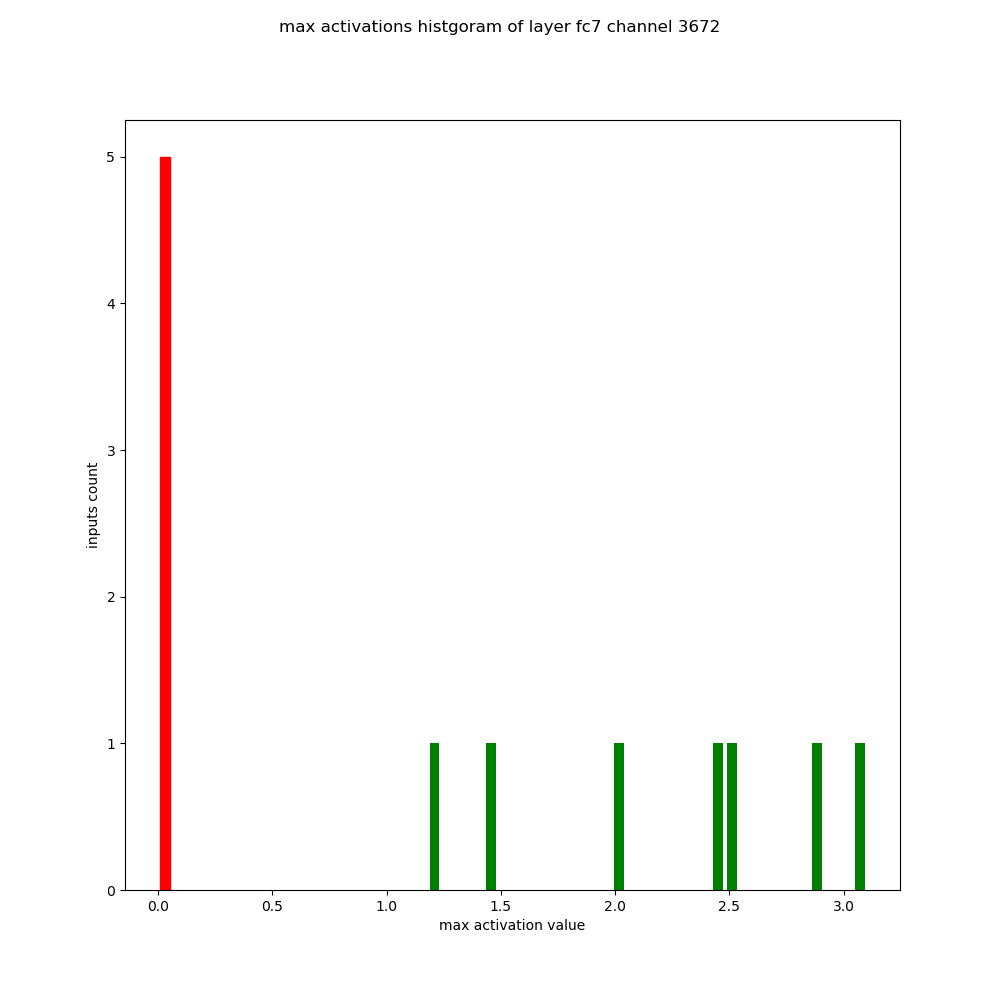 max activations histgoram of layer fc7 channel 3672
5
4
3
2
1
0
inputs count
0.0 0.5 1.0 1.5 2.0 2.5 3.0
max activation value